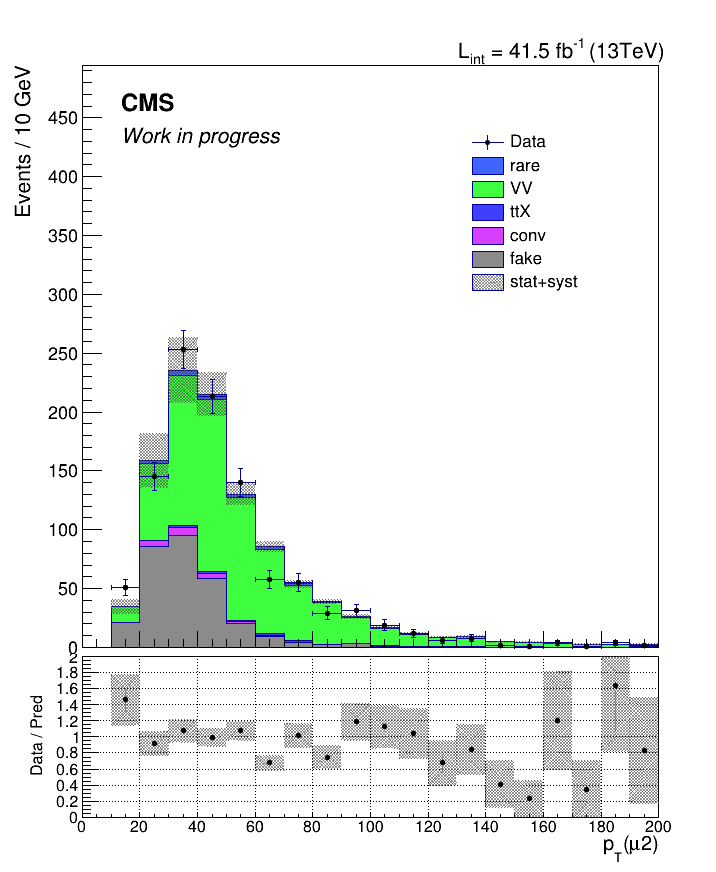 L_int = 41.5 fb^-1 (13TeV)
Events / 10 GeV
CMS
Work in progress
Data
rare
VV
ttX
conv
fake
stat+syst
450
400
350
300
250
200
150
100
50
0
Data / Pred
2
1.8
1.6
1.4
1.2
1
0.8
0.6
0.4
0.2
0
0 20 40 60 80 100 120 140 160 180 200
p_T(μ2)